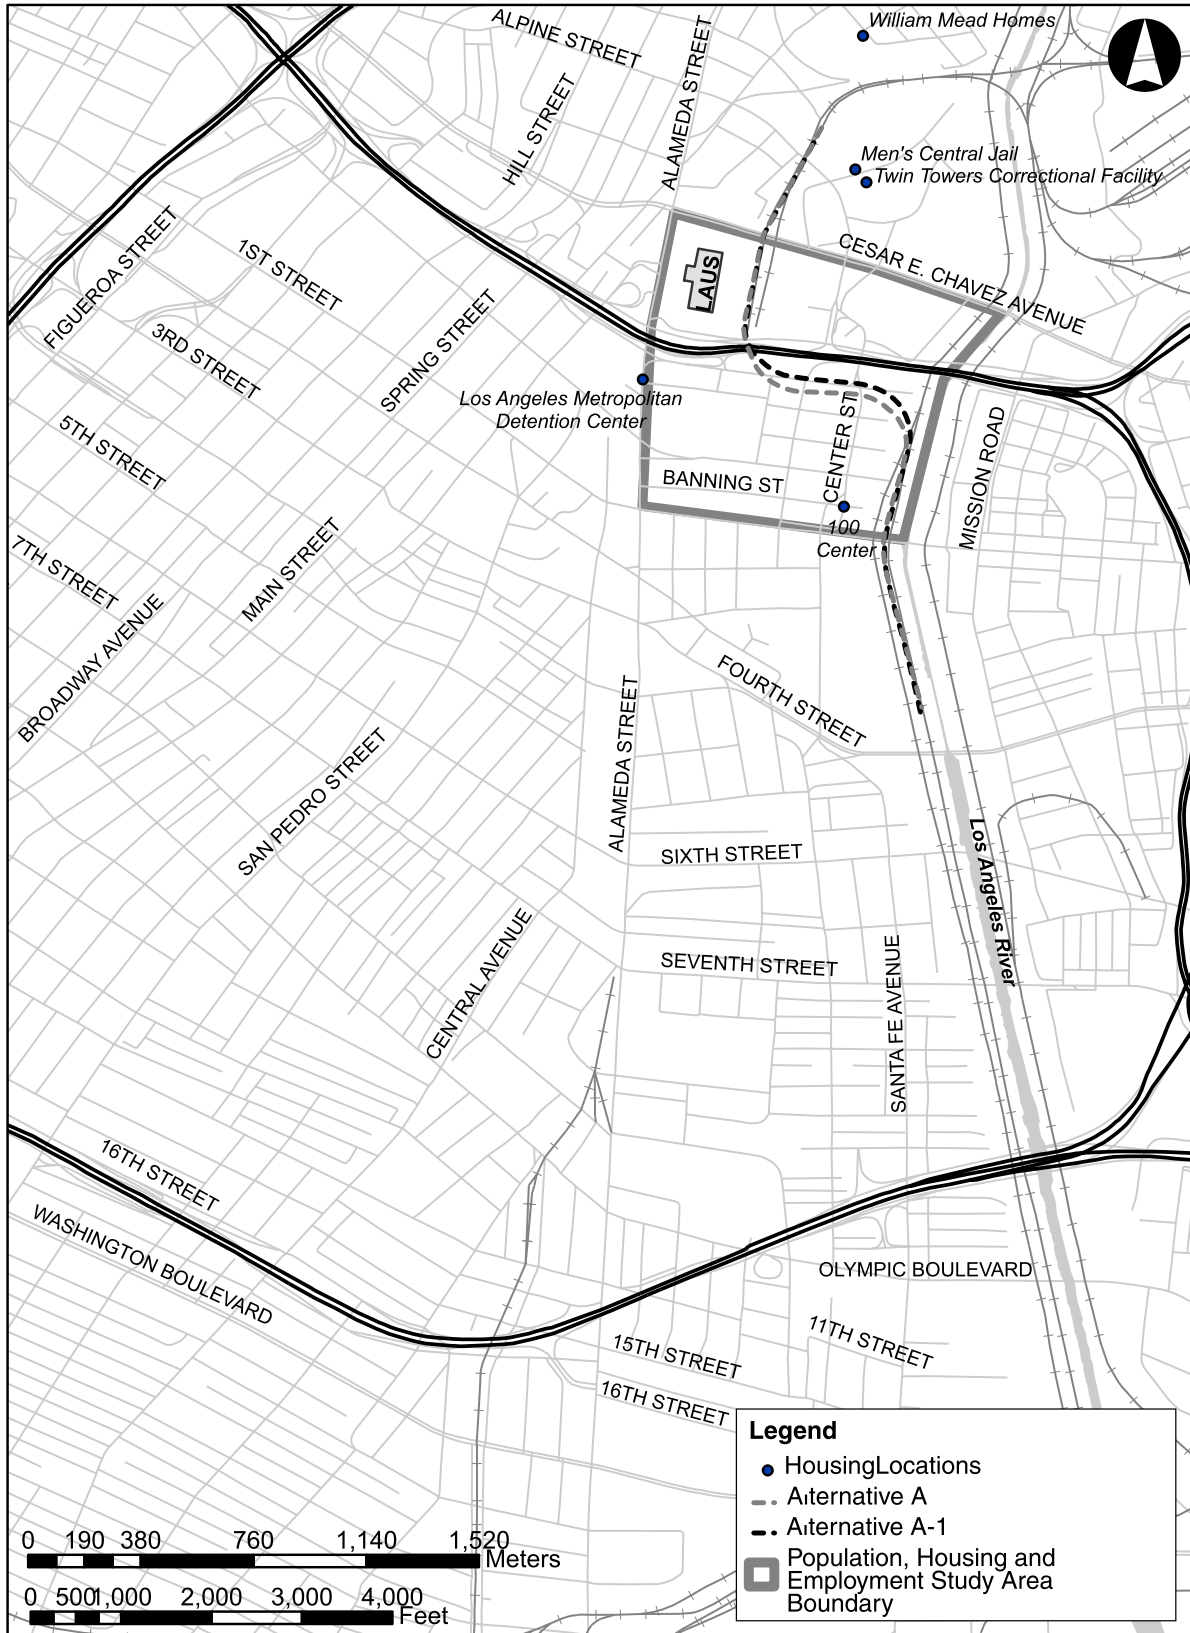 William Mead Homes
ALPINE STREET
ALAMEDA STREET
HILL STREET
Men's Central Jail
Twin Towers Correctional Facility
FIGUEROA STREET
1ST STREET
CESAR E. CHAVEZ AVENUE
LAUS
SPRING STREET
3RD STREET
Los Angeles Metropolitan
Detention Center
CENTER ST
5TH STREET
BANNING ST
MISSION ROAD
100
Center
7TH STREET
MAIN STREET
BROADWAY AVENUE
FOURTH STREET
ALAMEDA STREET
SAN PEDRO STREET
SIXTH STREET
Los Angeles River
CENTRAL AVENUE
SEVENTH STREET
SANTA FE AVENUE
16TH STREET
WASHINGTON BOULEVARD
OLYMPIC BOULEVARD
11TH STREET
15TH STREET
16TH STREET
Legend
HousingLocations
Alternative A
Alternative A-1
Population, Housing and
Employment Study Area
Boundary
0 190 380 760 1,140 1,520
Meters
0 500 1,000 2,000 3,000 4,000
Feet